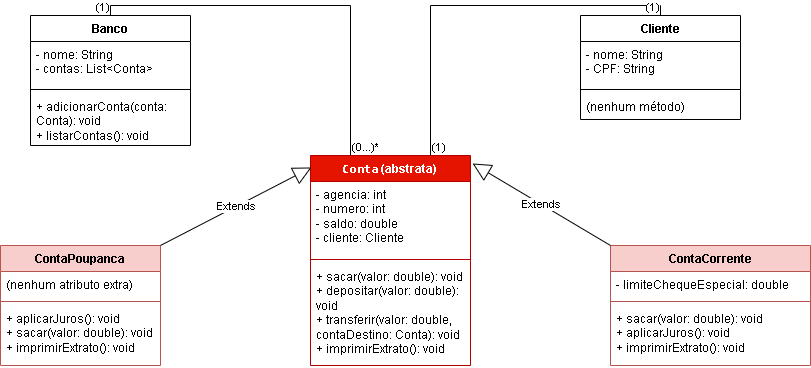 (1)
(1)
Banco
- nome: String
- contas: List<Conta>
+ adicionarConta(conta:
Conta): void
+ listarContas(): void
Cliente
- nome: String
- CPF: String
(nenhum método)
(0...)*
(1)
Conta(abstrata)
- agencia: int
- numero: int
- saldo: double
- cliente: Cliente
+ sacar(valor: double): void
+ depositar(valor: double):
void
+ transferir(valor: double,
contaDestino: Conta): void
+ imprimirExtrato(): void
Extends
Extends
ContaPoupanca
(nenhum atributo extra)
+ aplicarJuros(): void
+ sacar(valor: double): void
+ imprimirExtrato(): void
ContaCorrente
- limiteChequeEspecial: double
+ sacar(valor: double): void
+ aplicarJuros(): void
+ imprimirExtrato(): void